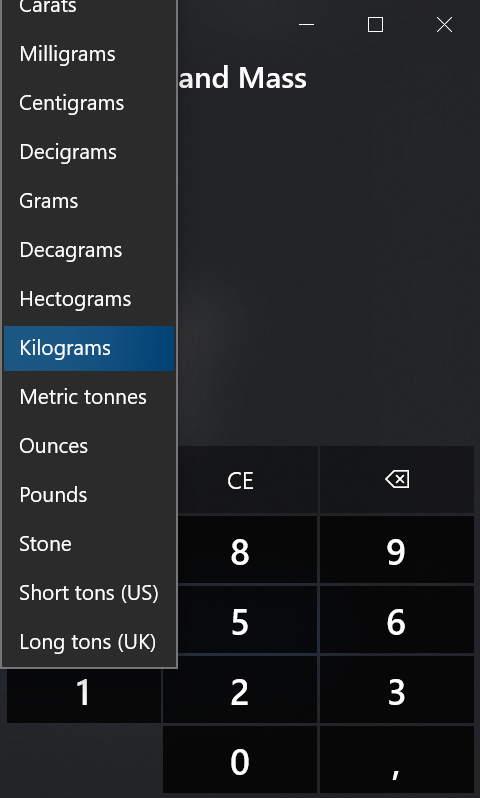 Carats
Milligrams
and Mass
Centigrams
Decigrams
Grams
Decagrams
Hectograms
Kilograms
Metric tonnes
Ounces
Pounds
Stone
Short tons (US)
Long tons (UK)
CE
8 9
5 6
1 2 3
0 ,